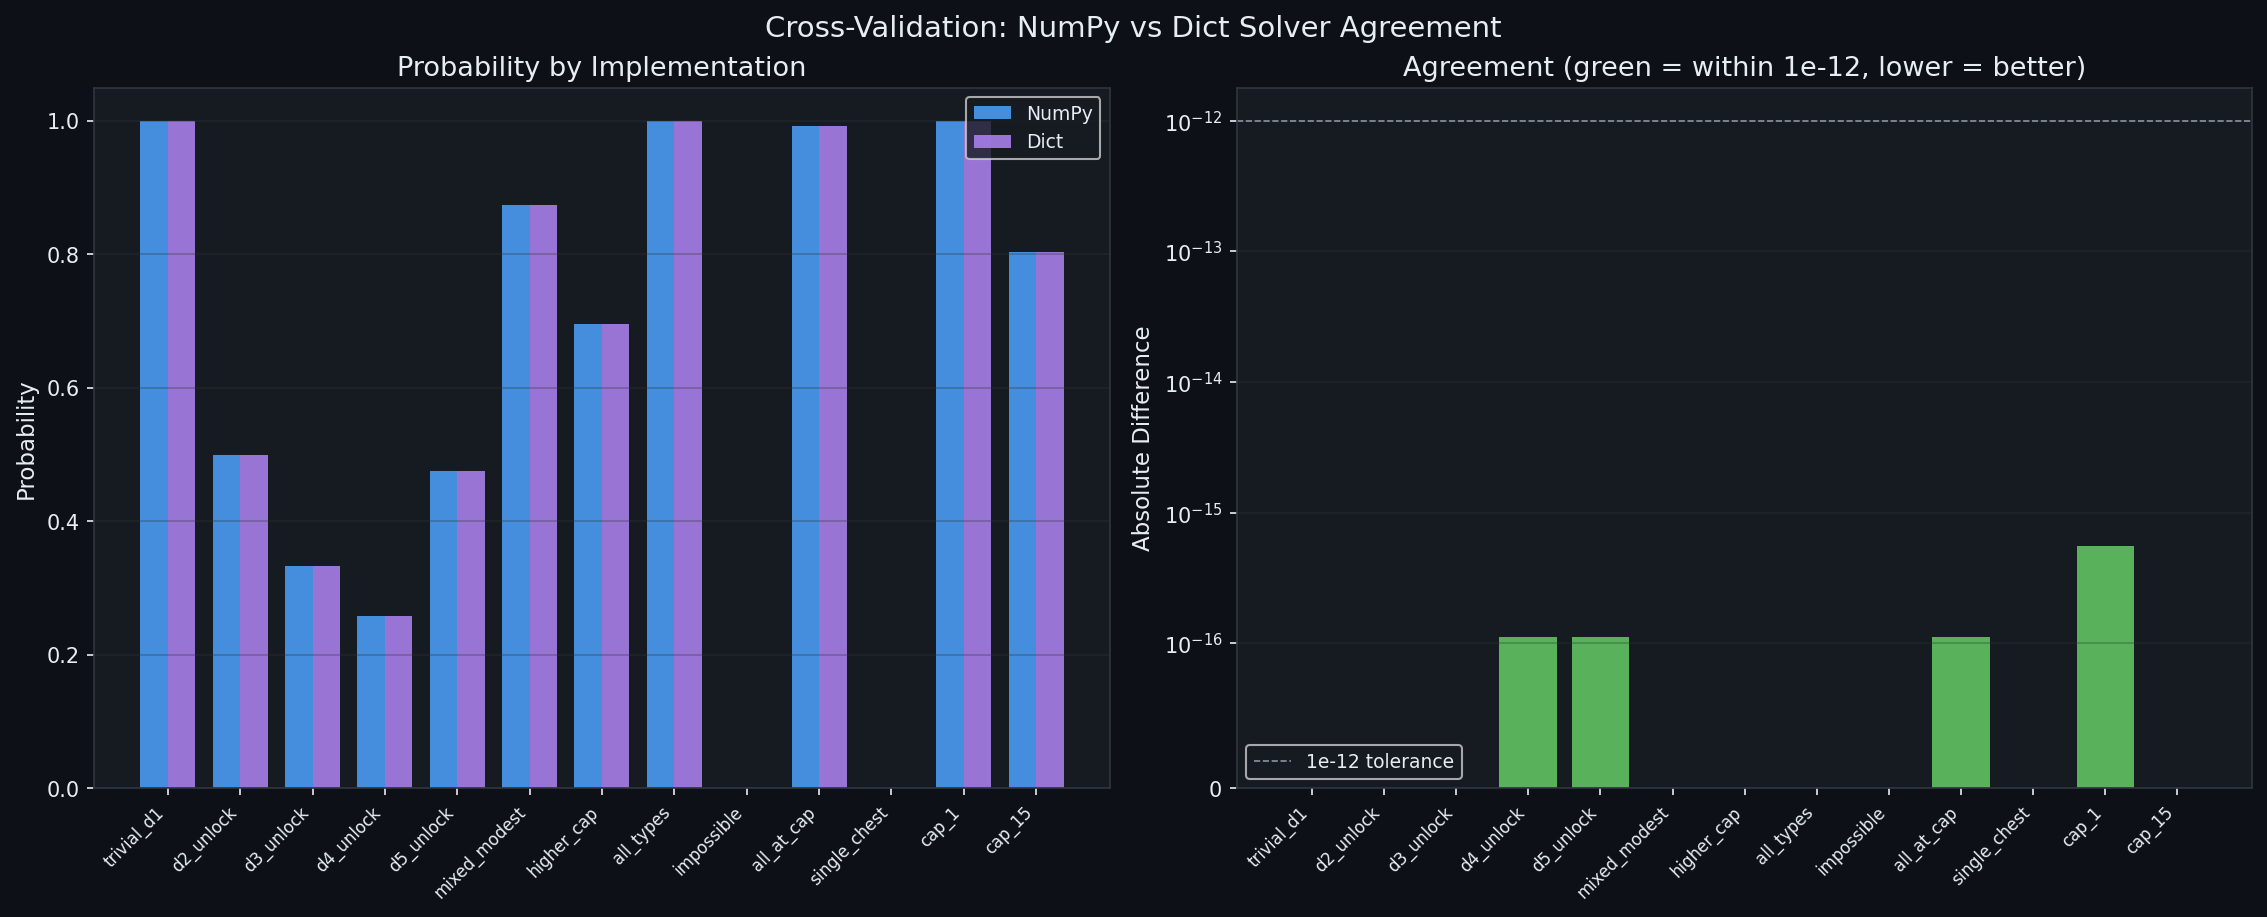 Cross-Validation: NumPy vs Dict Solver Agreement
Probability by Implementation
NumPy
Dict
Probability
1.0
0.8
0.6
0.4
0.2
0.0
trivial_d1
d2_unlock
d3_unlock
d4_unlock
d5_unlock
mixed_modest
higher_cap
all_types
impossible
all_at_cap
single_chest
cap_1
cap_15
Agreement (green = within 1e-12, lower = better)
Absolute Difference
10⁻¹²
10⁻¹³
10⁻¹⁴
10⁻¹⁵
10⁻¹⁶
0
1e-12 tolerance
trivial_d1
d2_unlock
d3_unlock
d4_unlock
d5_unlock
mixed_modest
higher_cap
all_types
impossible
all_at_cap
single_chest
cap_1
cap_15